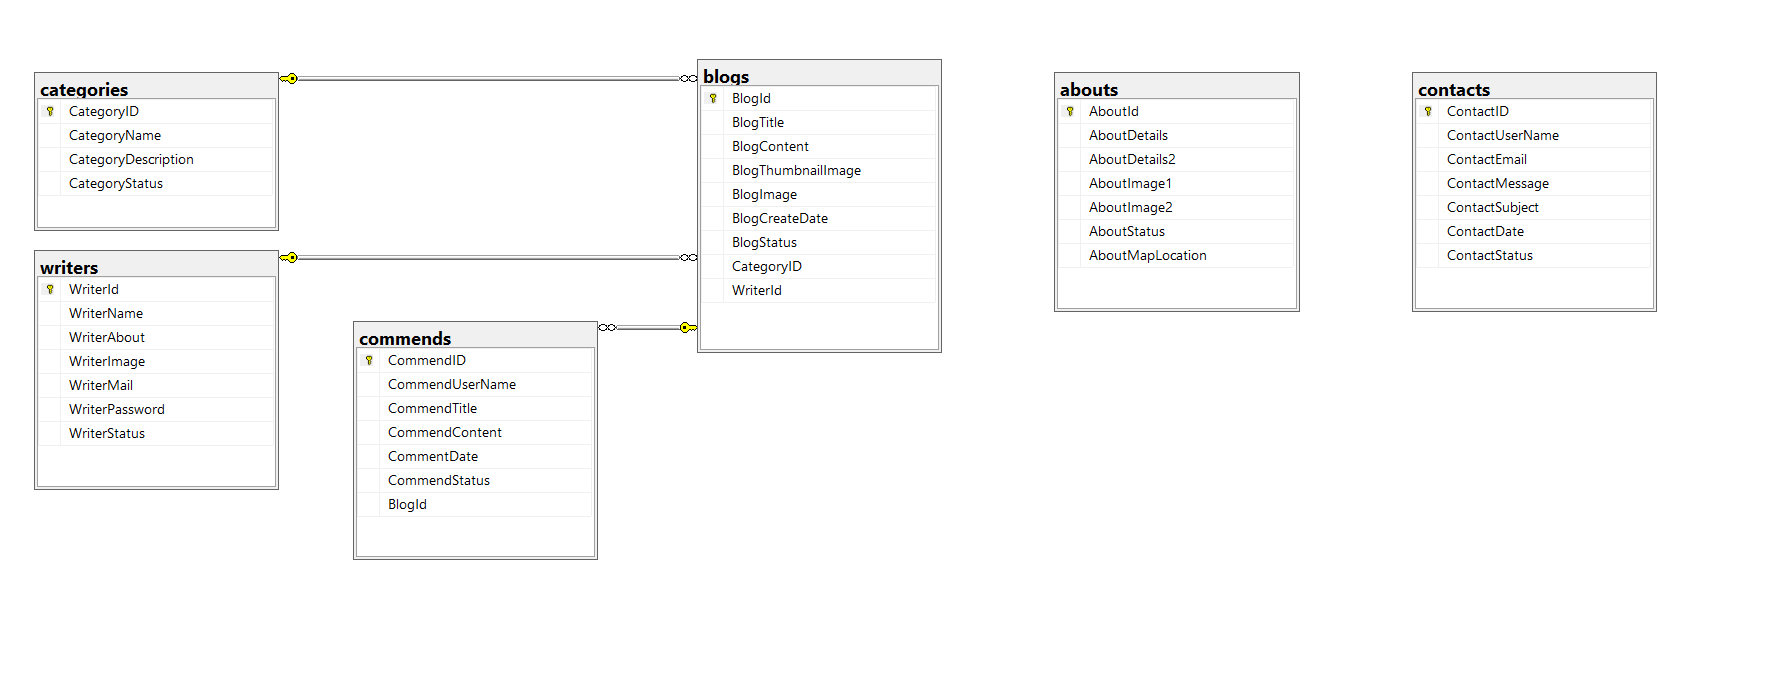 categories
CategoryID
CategoryName
CategoryDescription
CategoryStatus
writers
WriterId
WriterName
WriterAbout
WriterImage
WriterMail
WriterPassword
WriterStatus
commends
CommendID
CommendUserName
CommendTitle
CommendContent
CommentDate
CommendStatus
BlogId
blogs
BlogId
BlogTitle
BlogContent
BlogThumbnailImage
BlogImage
BlogCreateDate
BlogStatus
CategoryID
WriterId
abouts
AboutId
AboutDetails
AboutDetails2
AboutImage1
AboutImage2
AboutStatus
AboutMapLocation
contacts
ContactID
ContactUserName
ContactEmail
ContactMessage
ContactSubject
ContactDate
ContactStatus